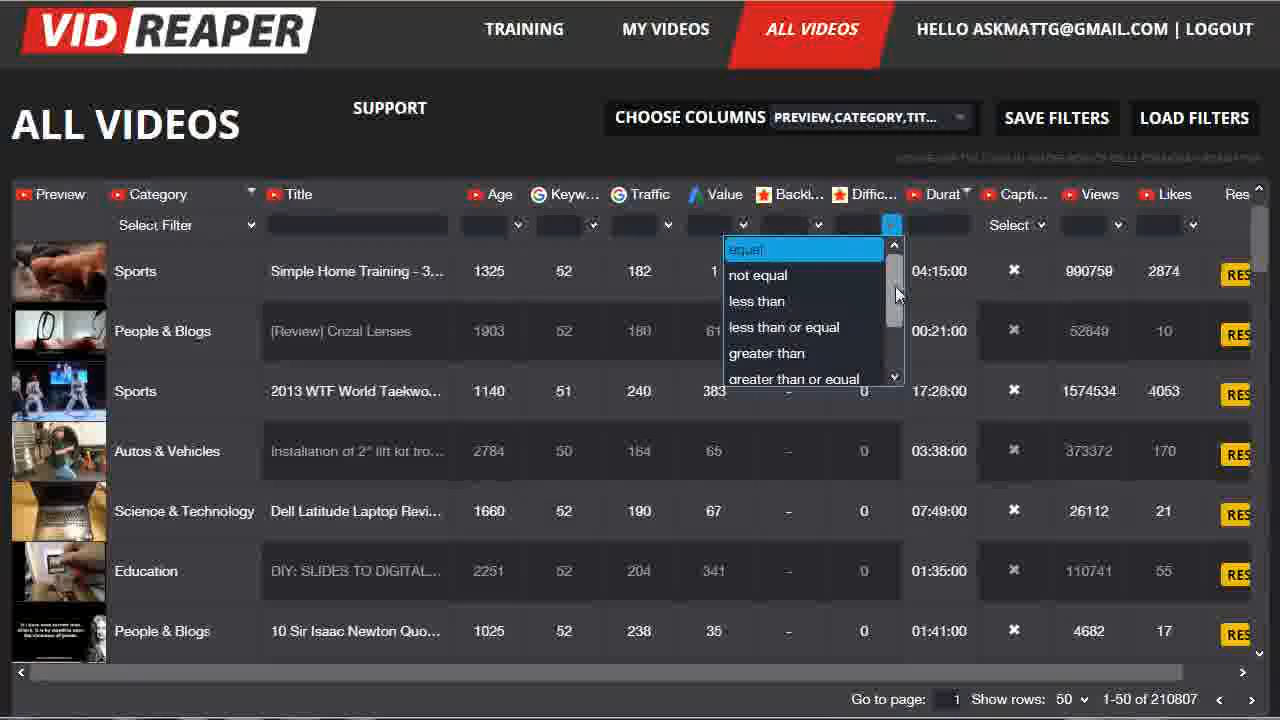 VID REAPER
TRAINING
MY VIDEOS
ALL VIDEOS
HELLO ASKMATTG@GMAIL.COM | LOGOUT
ALL VIDEOS
SUPPORT
CHOOSE COLUMNS PREVIEW,CATEGORY,TIT...
SAVE FILTERS
LOAD FILTERS
Preview Category Title Age Keyw... Traffic Value Backl... Diffic... Durat Capti... Views Likes Res
Select Filter Select
equal
not equal
less than
less than or equal
greater than
greater than or equal
Sports Simple Home Training - 3... 1325 52 182 1 04:15:00 ✖ 990759 2874 RES
People & Blogs [Review] Crizal Lenses 1903 52 180 61 00:21:00 ✖ 52849 10 RES
Sports 2013 WTF World Taekwo... 1140 51 240 383 - 0 17:28:00 ✖ 1574534 4053 RES
Autos & Vehicles Installation of 2" lift kit fro... 2784 50 164 65 - 0 03:38:00 ✖ 373372 170 RES
Science & Technology Dell Latitude Laptop Revi... 1660 52 190 67 - 0 07:49:00 ✖ 26112 21 RES
Education DIY: SLIDES TO DIGITAL... 2251 52 204 341 - 0 01:35:00 ✖ 110741 55 RES
People & Blogs 10 Sir Isaac Newton Quo... 1025 52 238 35 - 0 01:41:00 ✖ 4682 17 RES
Go to page: 1 Show rows: 50 1-50 of 210807